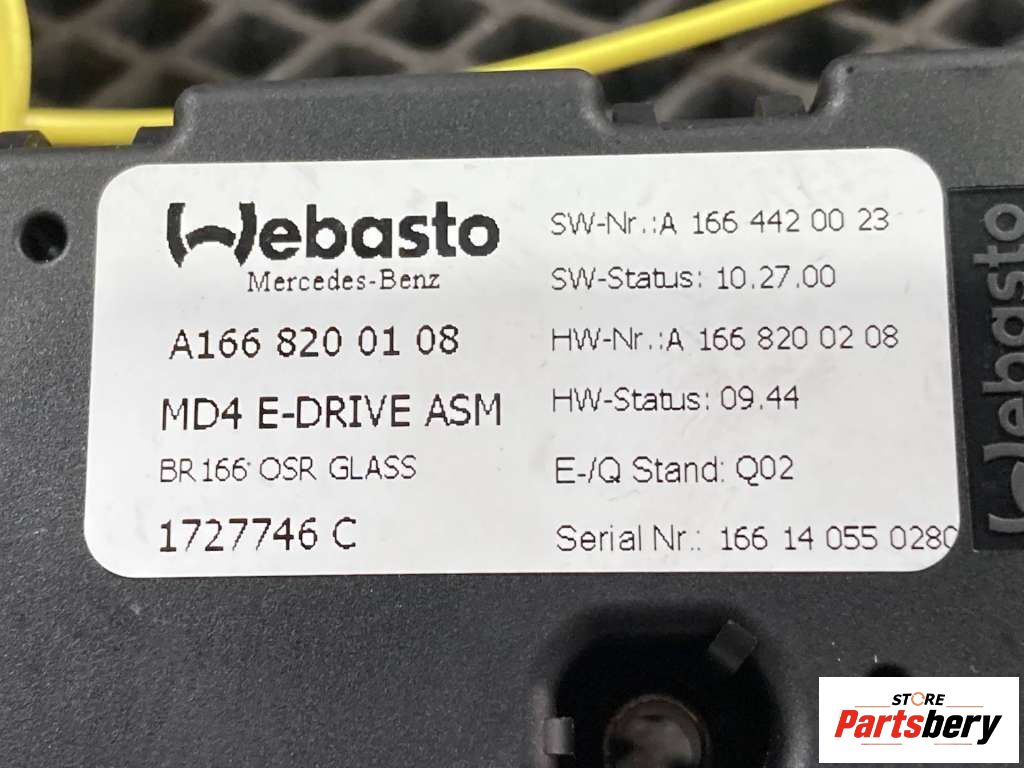 Webasto
Mercedes-Benz
A166 820 01 08
MD4 E-DRIVE ASM
BR166 OSR GLASS
1727746 C
SW-Nr.:A 166 442 00 23
SW-Status: 10.27.00
HW-Nr.:A 166 820 02 08
HW-Status: 09.44
E-/Q Stand: Q02
Serial Nr.: 166 14 055 0280
Webasto
STORE
Partsbery